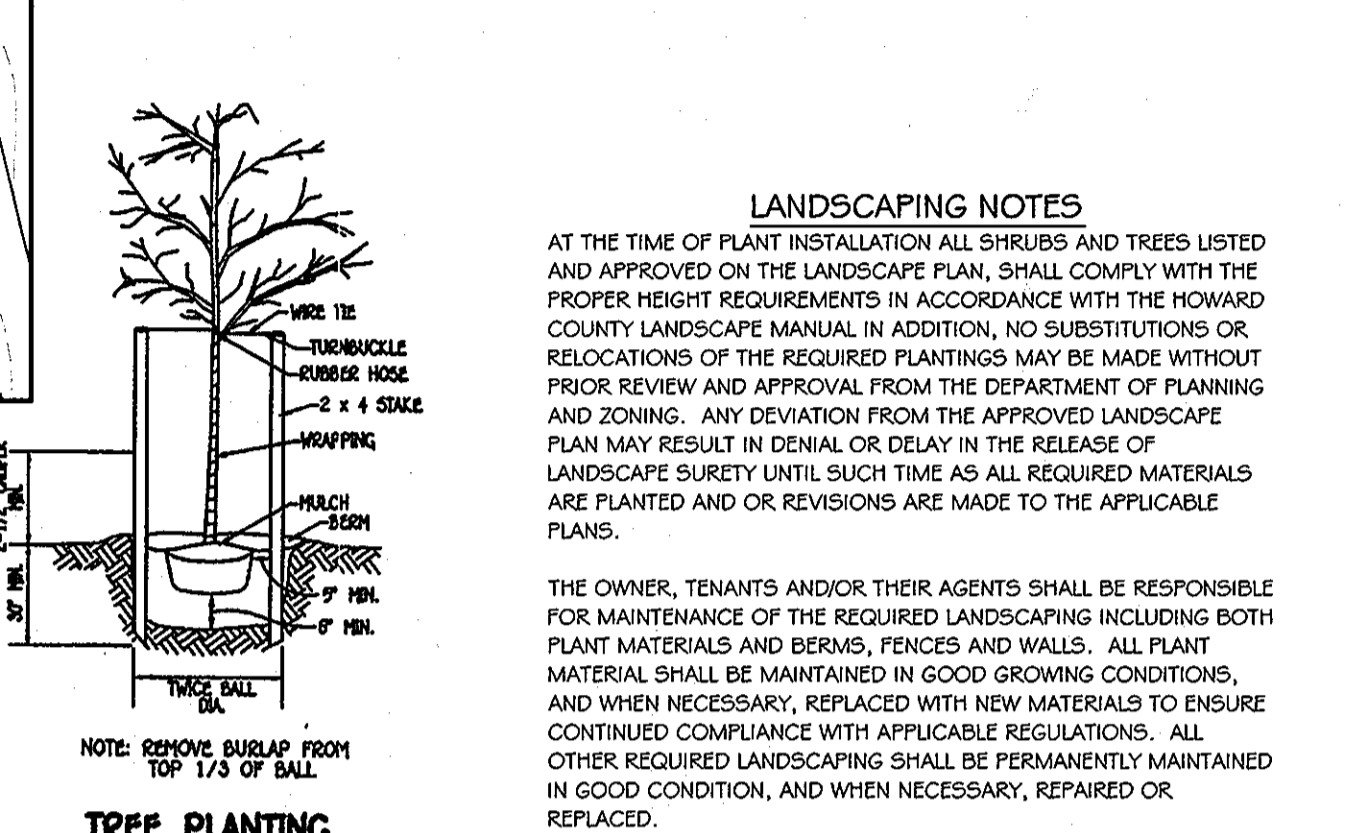 WIRE TIE
TURNBUCKLE
RUBBER HOSE
2 x 4 STAKE
WRAPPING
MULCH
BERM
5" MIN.
6" MIN.
MIN.
30" MIN.
TWICE BALL
DIA.
NOTE: REMOVE BURLAP FROM
TOP 1/3 OF BALL
TREE PLANTING
LANDSCAPING NOTES
AT THE TIME OF PLANT INSTALLATION ALL SHRUBS AND TREES LISTED
AND APPROVED ON THE LANDSCAPE PLAN, SHALL COMPLY WITH THE
PROPER HEIGHT REQUIREMENTS IN ACCORDANCE WITH THE HOWARD
COUNTY LANDSCAPE MANUAL IN ADDITION, NO SUBSTITUTIONS OR
RELOCATIONS OF THE REQUIRED PLANTINGS MAY BE MADE WITHOUT
PRIOR REVIEW AND APPROVAL FROM THE DEPARTMENT OF PLANNING
AND ZONING. ANY DEVIATION FROM THE APPROVED LANDSCAPE
PLAN MAY RESULT IN DENIAL OR DELAY IN THE RELEASE OF
LANDSCAPE SURETY UNTIL SUCH TIME AS ALL REQUIRED MATERIALS
ARE PLANTED AND OR REVISIONS ARE MADE TO THE APPLICABLE
PLANS.
THE OWNER, TENANTS AND/OR THEIR AGENTS SHALL BE RESPONSIBLE
FOR MAINTENANCE OF THE REQUIRED LANDSCAPING INCLUDING BOTH
PLANT MATERIALS AND BERMS, FENCES AND WALLS. ALL PLANT
MATERIAL SHALL BE MAINTAINED IN GOOD GROWING CONDITIONS,
AND WHEN NECESSARY, REPLACED WITH NEW MATERIALS TO ENSURE
CONTINUED COMPLIANCE WITH APPLICABLE REGULATIONS. ALL
OTHER REQUIRED LANDSCAPING SHALL BE PERMANENTLY MAINTAINED
IN GOOD CONDITION, AND WHEN NECESSARY, REPAIRED OR
REPLACED.